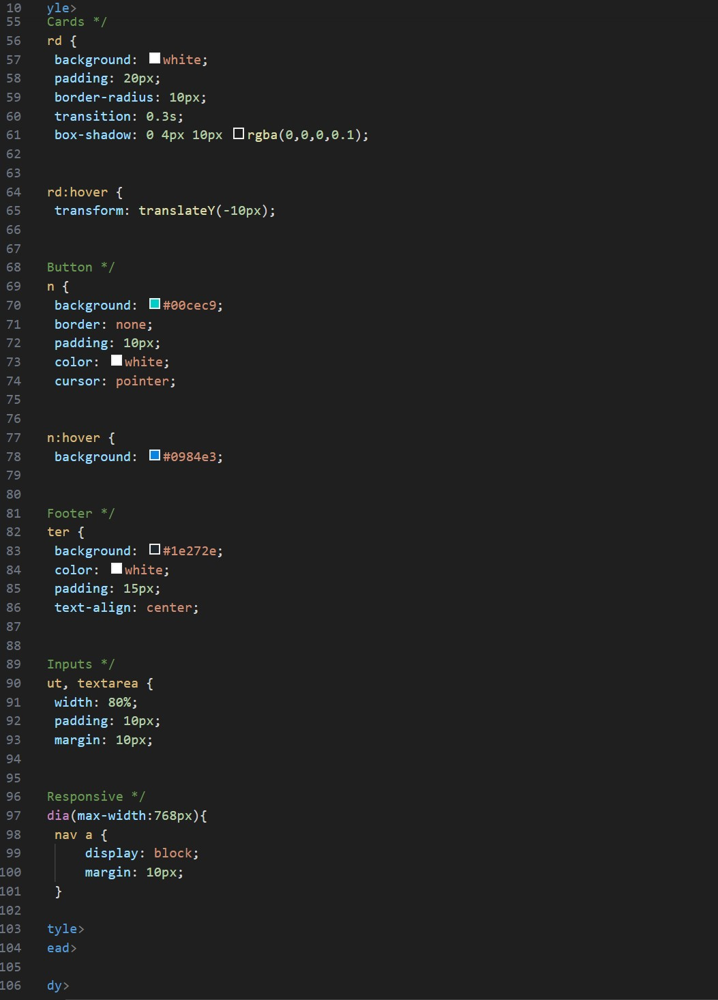 10 yle>
55 Cards */
56 rd {
57 background: white;
58 padding: 20px;
59 border-radius: 10px;
60 transition: 0.3s;
61 box-shadow: 0 4px 10px rgba(0,0,0,0.1);
62
63
64 rd:hover {
65 transform: translateY(-10px);
66
67
68 Button */
69 n {
70 background: #00cec9;
71 border: none;
72 padding: 10px;
73 color: white;
74 cursor: pointer;
75
76
77 n:hover {
78 background: #0984e3;
79
80
81 Footer */
82 ter {
83 background: #1e272e;
84 color: white;
85 padding: 15px;
86 text-align: center;
87
88
89 Inputs */
90 ut, textarea {
91 width: 80%;
92 padding: 10px;
93 margin: 10px;
94
95
96 Responsive */
97 dia(max-width:768px){
98 nav a {
99 display: block;
100 margin: 10px;
101 }
102
103 tyle>
104 ead>
105
106 dy>